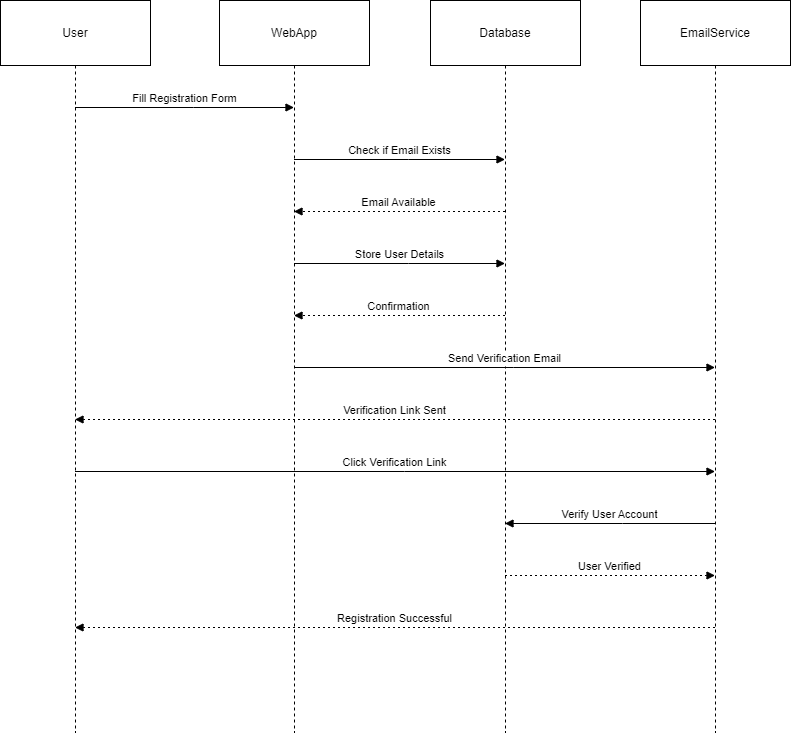 User
WebApp
Database
EmailService
Fill Registration Form
Check if Email Exists
Email Available
Store User Details
Confirmation
Send Verification Email
Verification Link Sent
Click Verification Link
Verify User Account
User Verified
Registration Successful